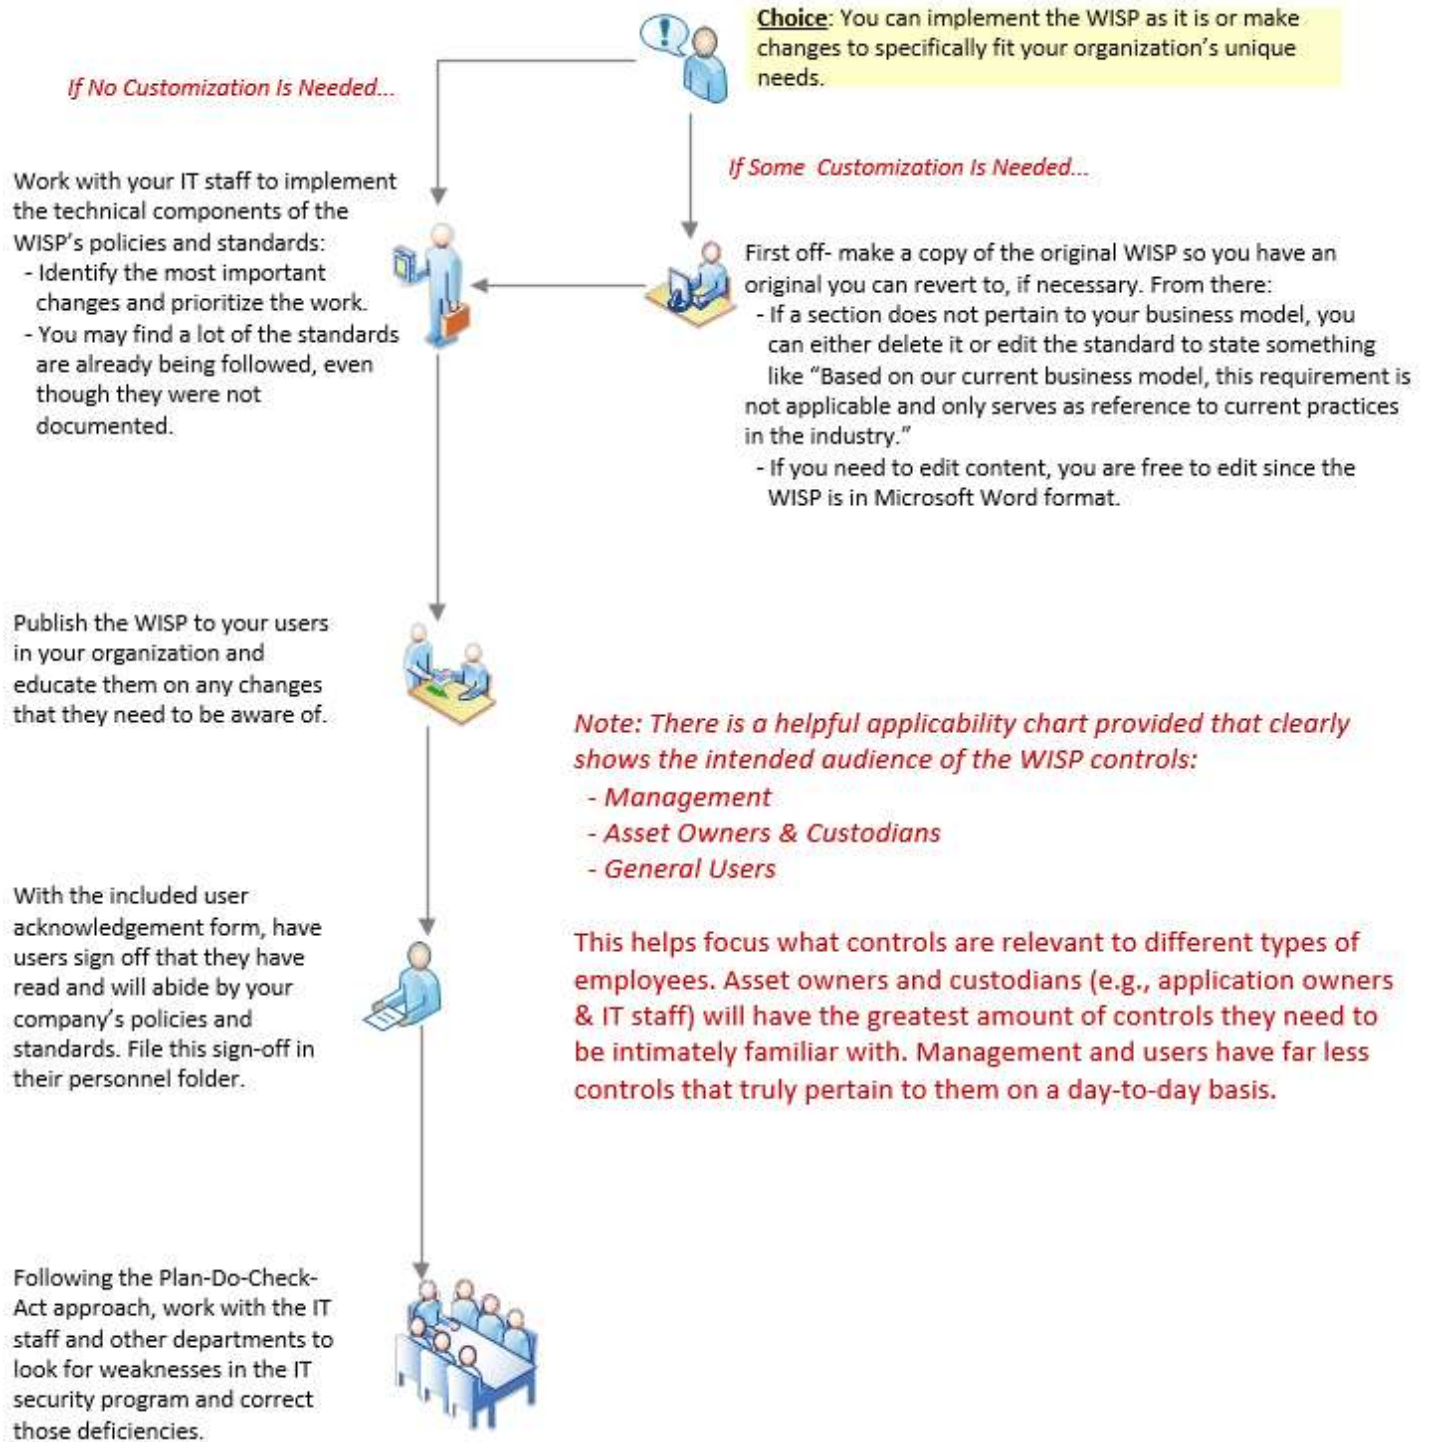 Choice: You can implement the WISP as it is or make
changes to specifically fit your organization's unique
needs.
If No Customization Is Needed...
If Some Customization Is Needed...
Work with your IT staff to implement
the technical components of the
WISP's policies and standards:
- Identify the most important
changes and prioritize the work.
- You may find a lot of the standards
are already being followed, even
though they were not
documented.
First off- make a copy of the original WISP so you have an
original you can revert to, if necessary. From there:
- If a section does not pertain to your business model, you
can either delete it or edit the standard to state something
like “Based on our current business model, this requirement is
not applicable and only serves as reference to current practices
in the industry.”
- If you need to edit content, you are free to edit since the
WISP is in Microsoft Word format.
Publish the WISP to your users
in your organization and
educate them on any changes
that they need to be aware of.
Note: There is a helpful applicability chart provided that clearly
shows the intended audience of the WISP controls:
- Management
- Asset Owners & Custodians
- General Users
With the included user
acknowledgement form, have
users sign off that they have
read and will abide by your
company's policies and
standards. File this sign-off in
their personnel folder.
This helps focus what controls are relevant to different types of
employees. Asset owners and custodians (e.g., application owners
& IT staff) will have the greatest amount of controls they need to
be intimately familiar with. Management and users have far less
controls that truly pertain to them on a day-to-day basis.
Following the Plan-Do-Check-
Act approach, work with the IT
staff and other departments to
look for weaknesses in the IT
security program and correct
those deficiencies.